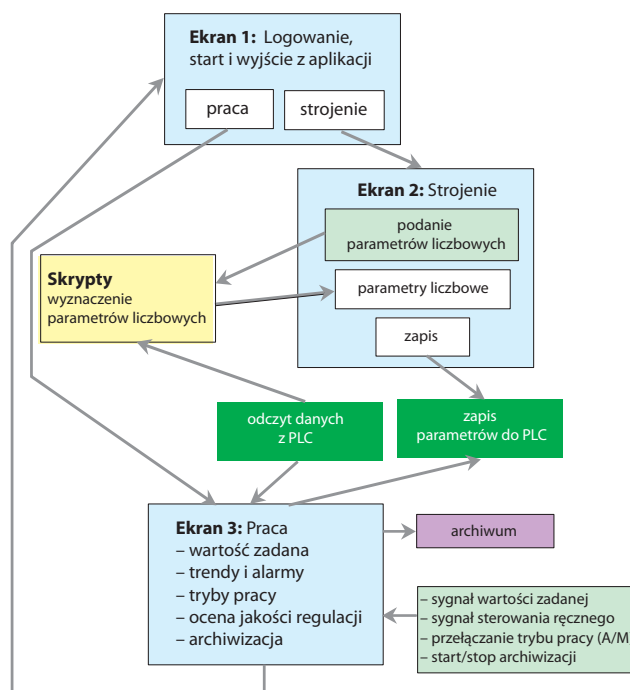 Ekran 1: Logowanie,
start i wyjście z aplikacji
praca
strojenie
Ekran 2: Strojenie
podanie
parametrów liczbowych
Skrypty
wyznaczenie
parametrów liczbowych
parametry liczbowe
zapis
odczyt danych
z PLC
zapis
parametrów do PLC
Ekran 3: Praca
– wartość zadana
– trendy i alarmy
– tryby pracy
– ocena jakości regulacji
– archiwizacja
archiwum
– sygnał wartości zadanej
– sygnał sterowania ręcznego
– przełączanie trybu pracy (A/M)
– start/stop archiwizacji